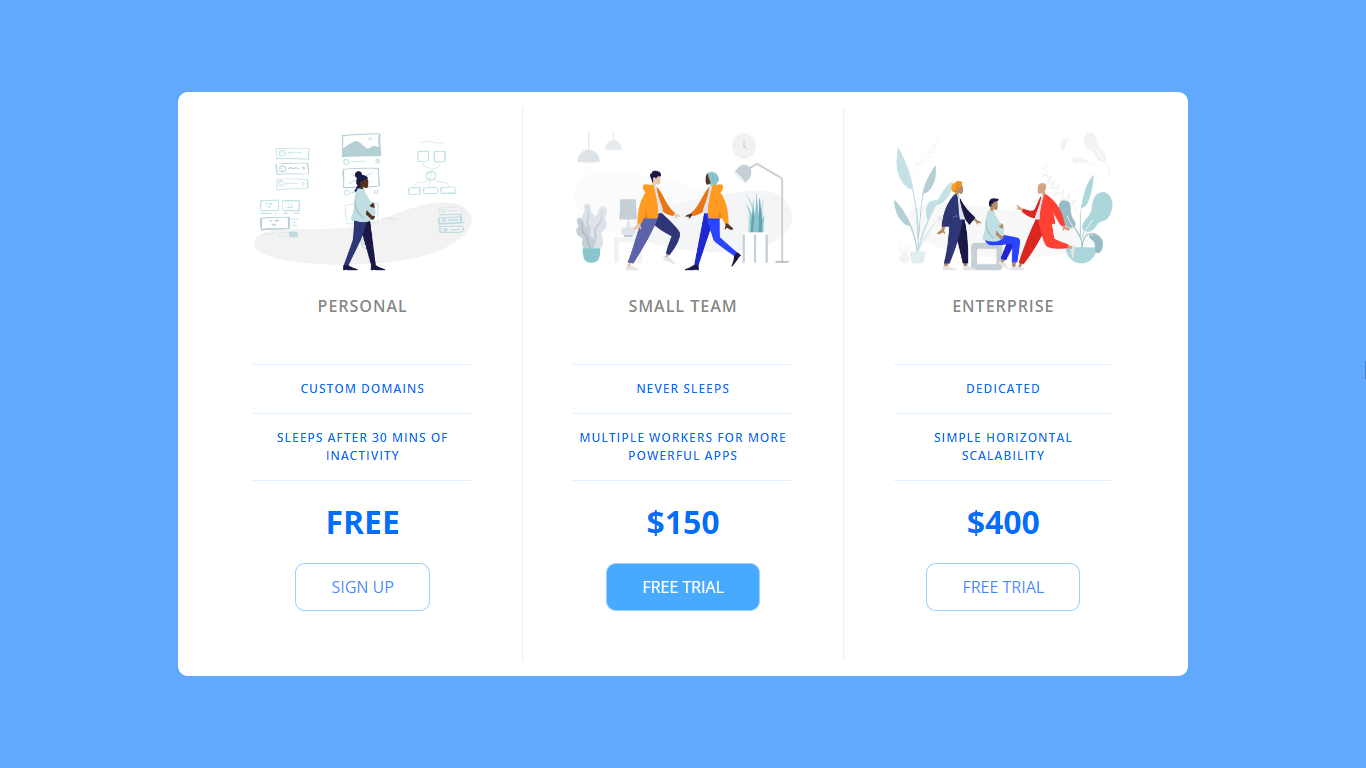 PERSONAL
CUSTOM DOMAINS
SLEEPS AFTER 30 MINS OF
INACTIVITY
FREE
SIGN UP
SMALL TEAM
NEVER SLEEPS
MULTIPLE WORKERS FOR MORE
POWERFUL APPS
$150
FREE TRIAL
ENTERPRISE
DEDICATED
SIMPLE HORIZONTAL
SCALABILITY
$400
FREE TRIAL